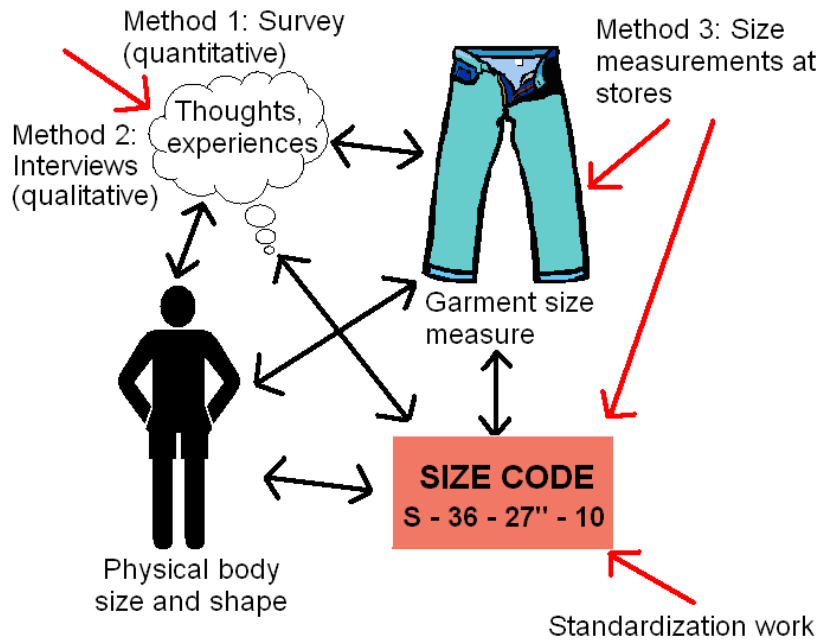 Method 1: Survey
(quantitative)
Method 2:
Interviews
(qualitative)
Thoughts,
experiences
Method 3: Size
measurements at
stores
Garment size
measure
SIZE CODE
S - 36 - 27" - 10
Physical body
size and shape
Standardization work